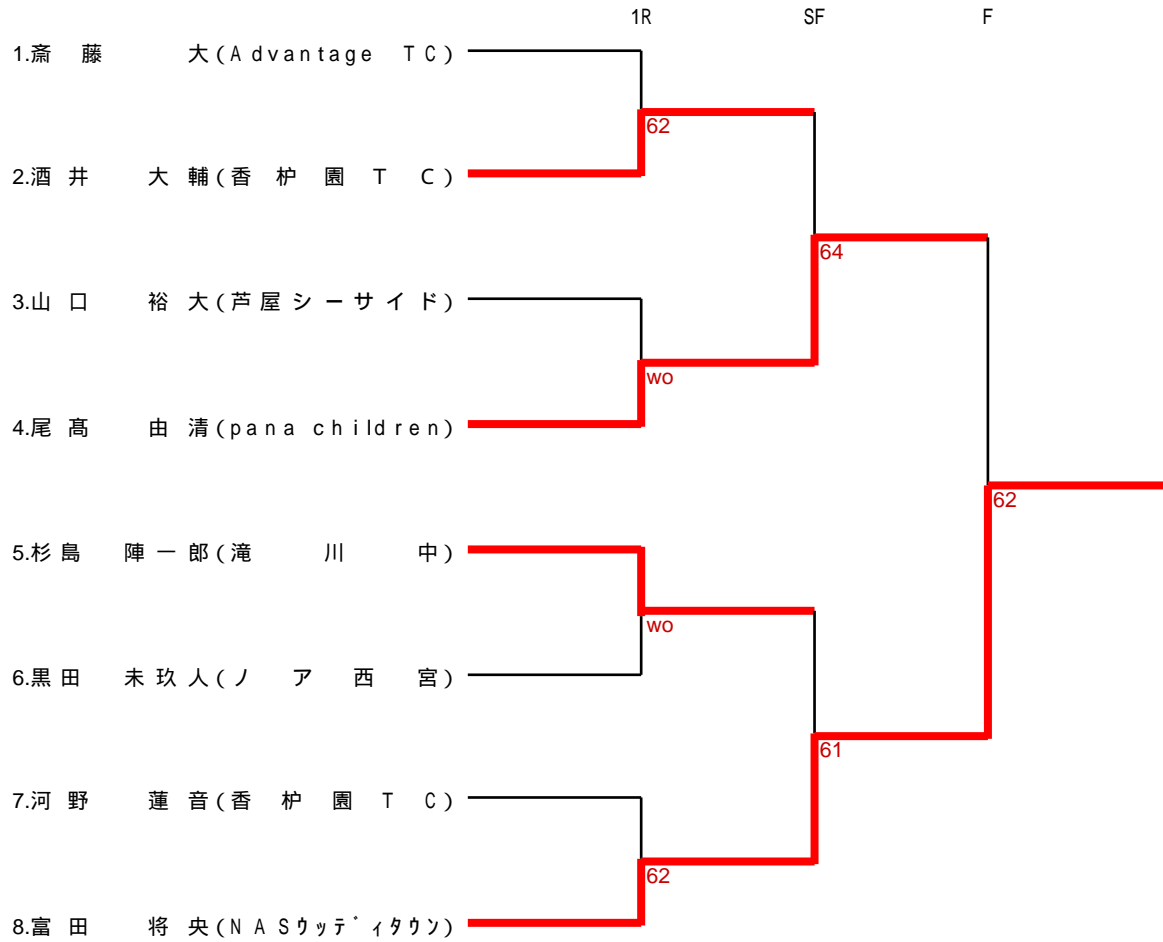 1R SF F
1.斎藤 大(Advantage TC)
62
2.酒井 大輔(香枦園TC)
64
3.山口 裕大(芦屋シーサイド)
wo
4.尾髙 由清(pana children)
62
5.杉島 陣一郎(滝川中)
wo
6.黒田 未玖人(ノア西宮)
61
7.河野 蓮音(香枦園TC)
62
8.富田 将央(NASウッディタウン)